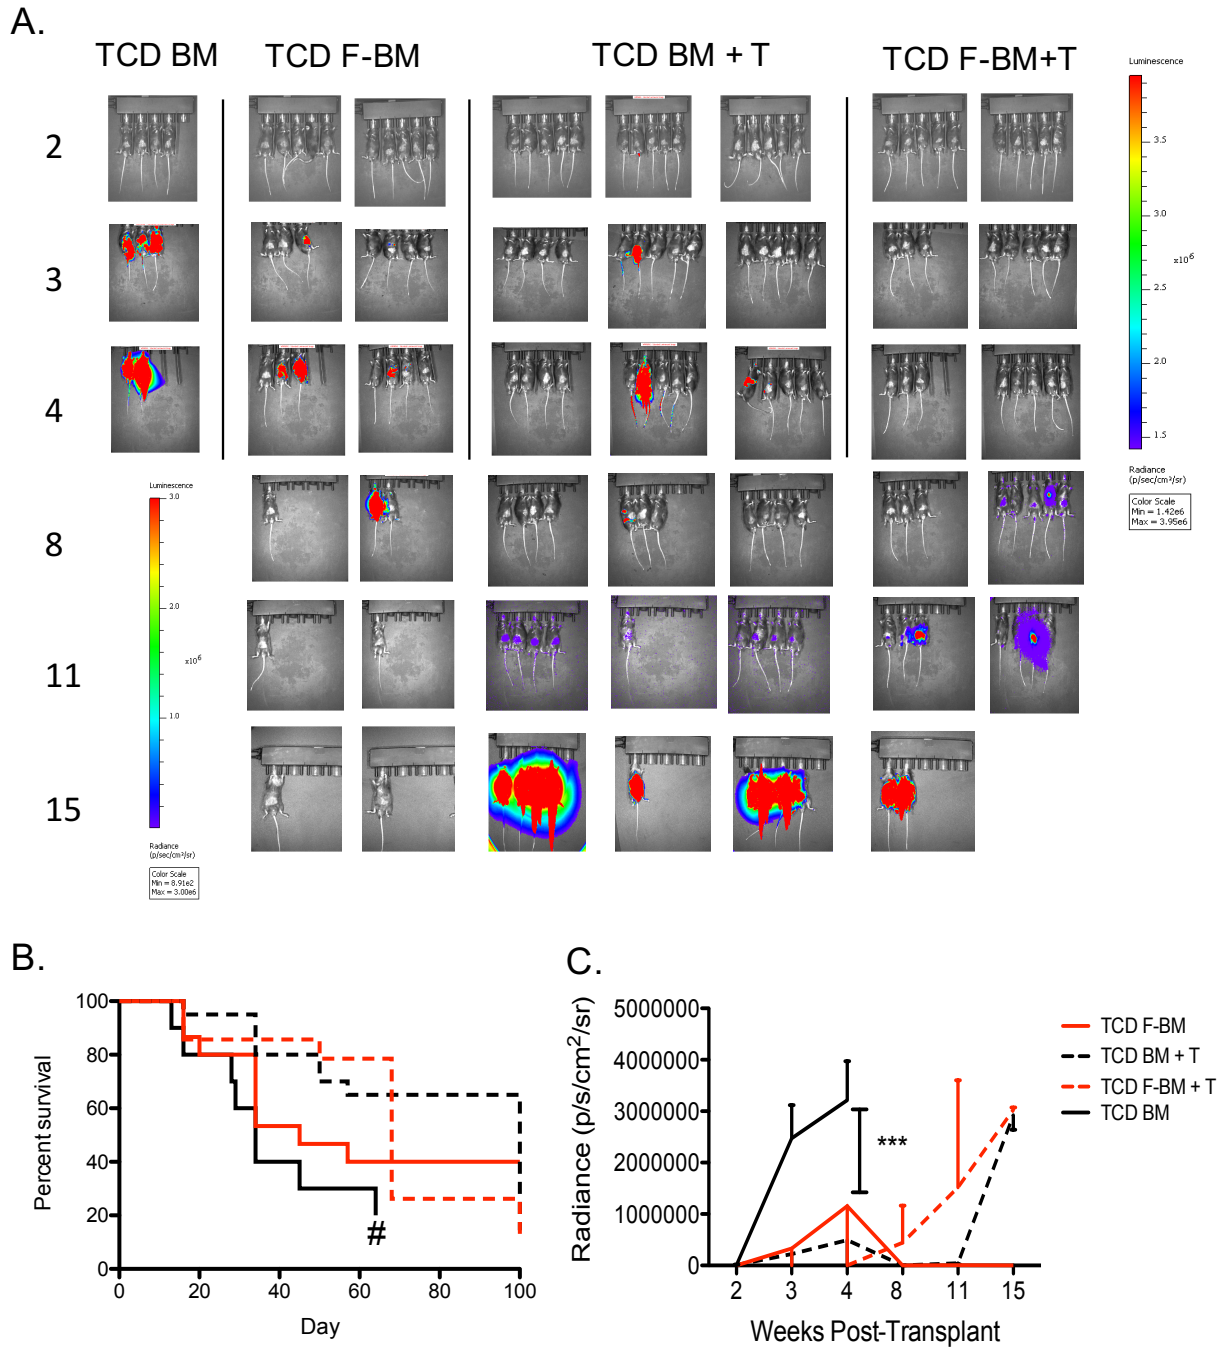 A.
TCD BM
TCD F-BM
TCD BM + T
TCD F-BM+T
2
3
4
8
11
15
Luminescence
3.5
3.0
2.5
x10⁶
2.0
1.5
Radiance
(p/sec/cm²/sr)
Color Scale
Min = 1.42e6
Max = 3.95e6
Luminescence
3.0
2.0
x10⁶
1.0
Radiance
(p/sec/cm²/sr)
Color Scale
Min = 8.91e2
Max = 3.00e6
B.
Percent survival
100
80
60
40
20
0
#
0 20 40 60 80 100
Day
C.
Radiance (p/s/cm²/sr)
5000000
4000000
3000000
2000000
1000000
0
***
2 3 4 8 11 15
Weeks Post-Transplant
TCD F-BM
TCD BM + T
TCD F-BM + T
TCD BM